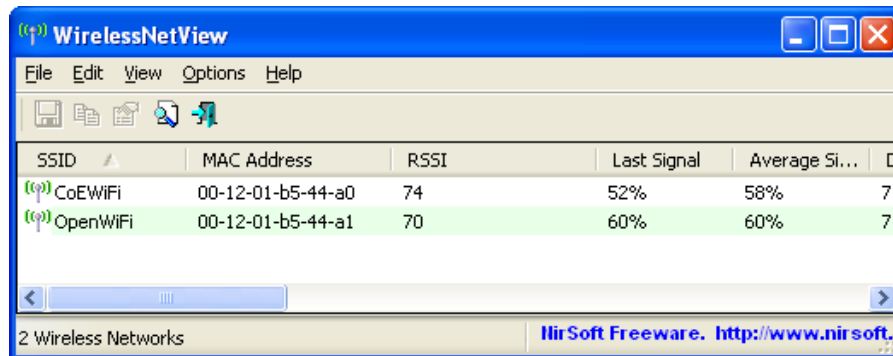 WirelessNetView
File Edit View Options Help
SSID MAC Address RSSI Last Signal Average Si...
CoEWiFi 00-12-01-b5-44-a0 74 52% 58% 7
OpenWiFi 00-12-01-b5-44-a1 70 60% 60% 7
2 Wireless Networks NirSoft Freeware. http://www.nirsoft.